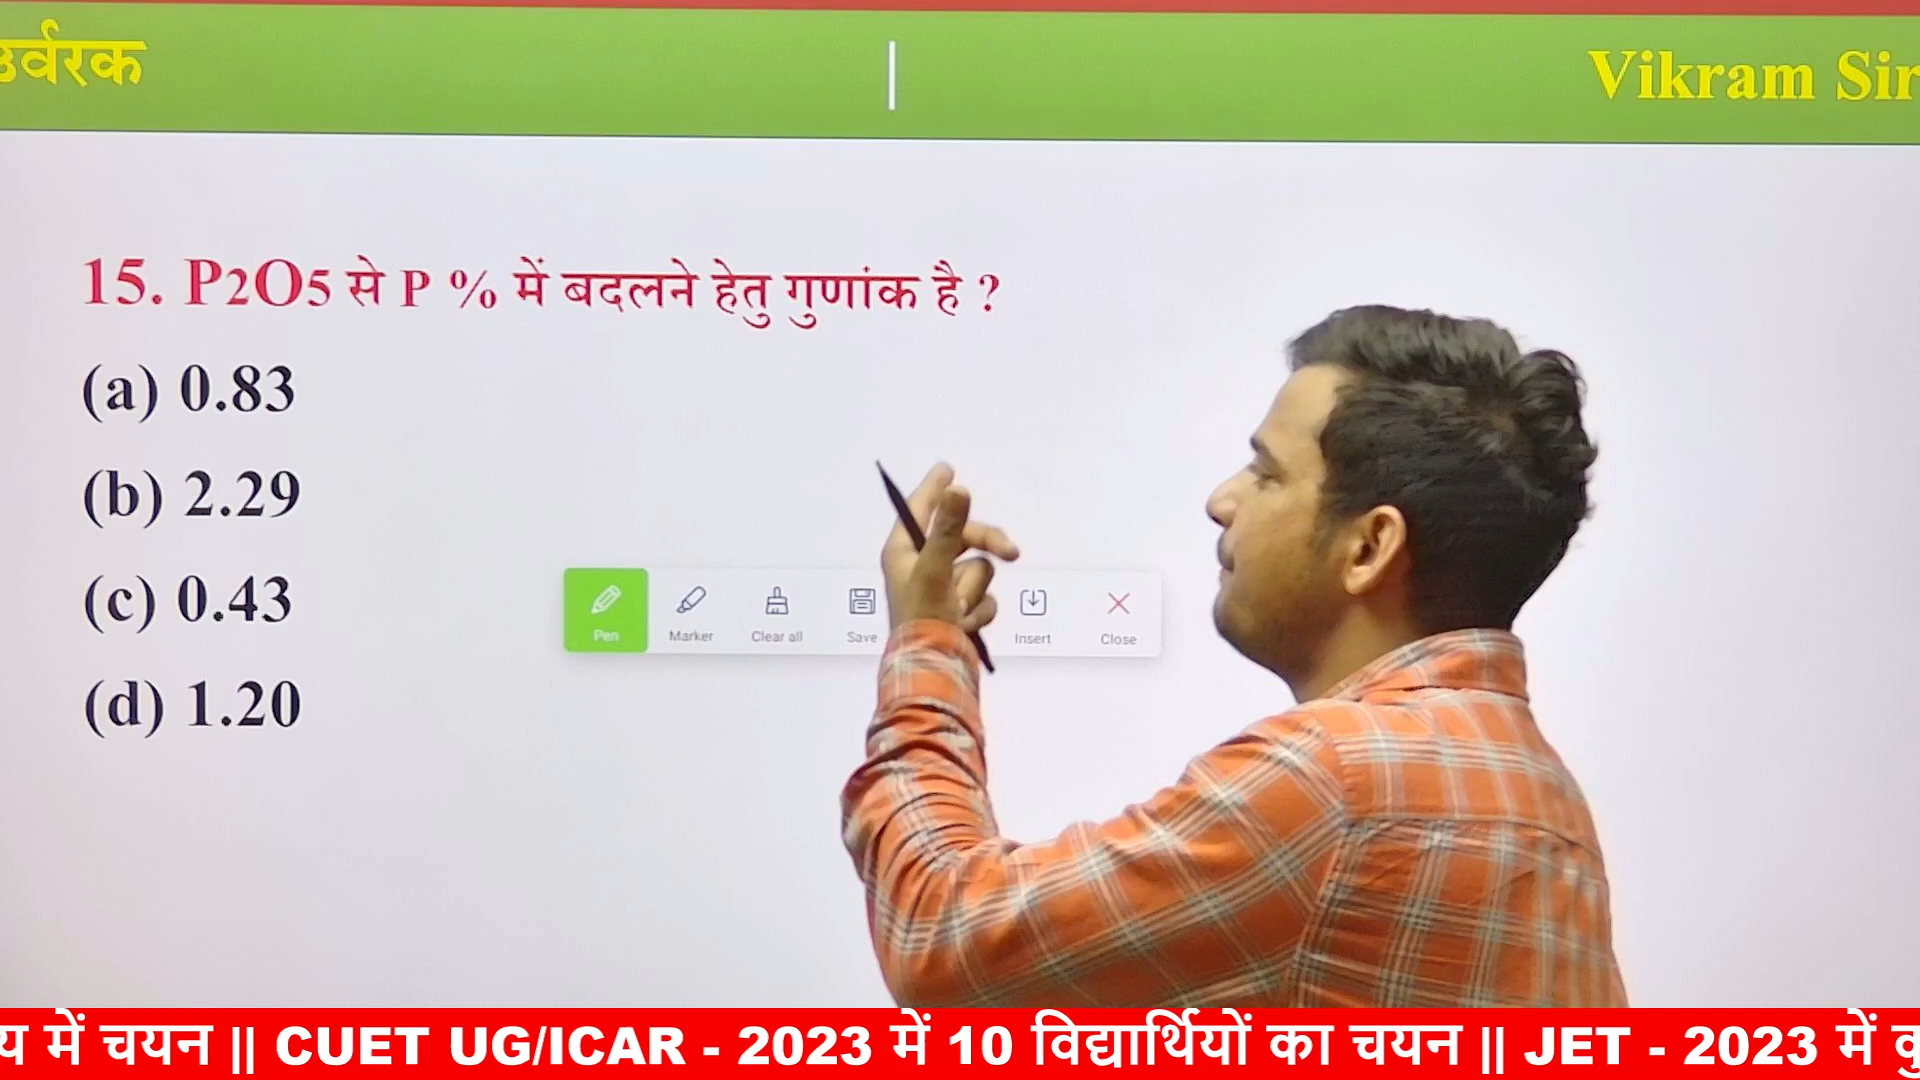 उर्वरक
Vikram Sir
15. P2O5 से P % में बदलने हेतु गुणांक है ?
(a) 0.83
(b) 2.29
(c) 0.43
(d) 1.20
Pen
Marker
Clear all
Save
Insert
Close
में चयन || CUET UG/ICAR - 2023 में 10 विद्यार्थियों का चयन || JET - 2023 में